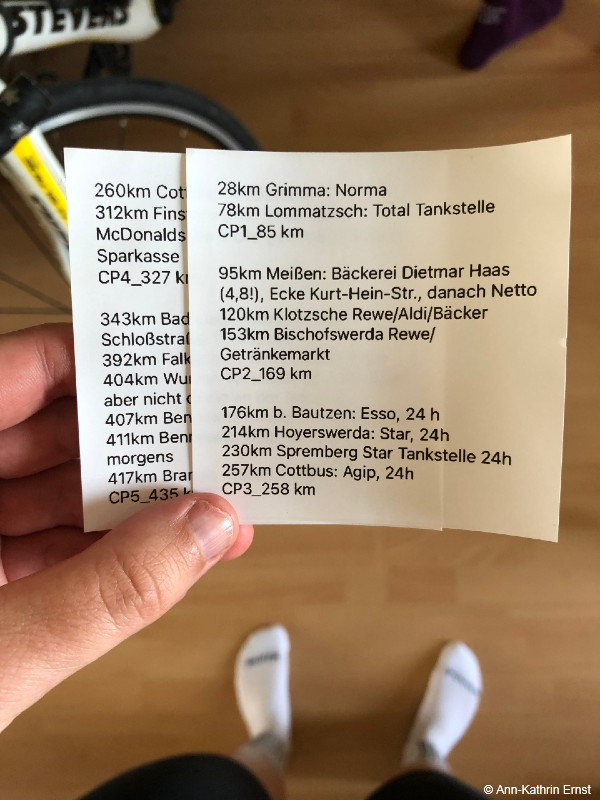 STEVENS
260km Cott
312km Fins
McDonalds
Sparkasse
CP4_327 k
343km Bad
Schloßstraß
392km Falk
404km Wu
aber nicht
407km Ben
411km Benn
morgens
417km Bran
CP5_435 k
28km Grimma: Norma
78km Lommatzsch: Total Tankstelle
CP1_85 km
95km Meißen: Bäckerei Dietmar Haas
(4,8!), Ecke Kurt-Hein-Str., danach Netto
120km Klotzsche Rewe/Aldi/Bäcker
153km Bischofswerda Rewe/
Getränkemarkt
CP2_169 km
176km b. Bautzen: Esso, 24 h
214km Hoyerswerda: Star, 24h
230km Spremberg Star Tankstelle 24h
257km Cottbus: Agip, 24h
CP3_258 km
© Ann-Kathrin Ernst